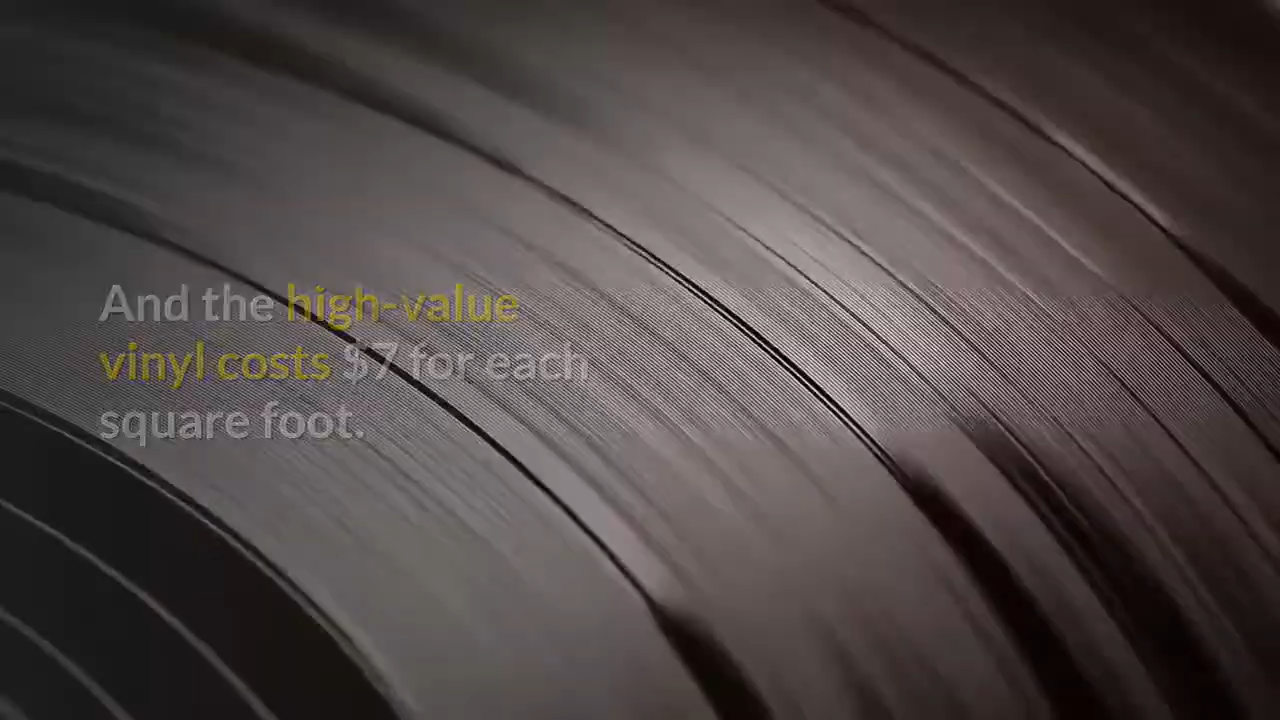 And the high-value
vinyl costs $7 for each
square foot.